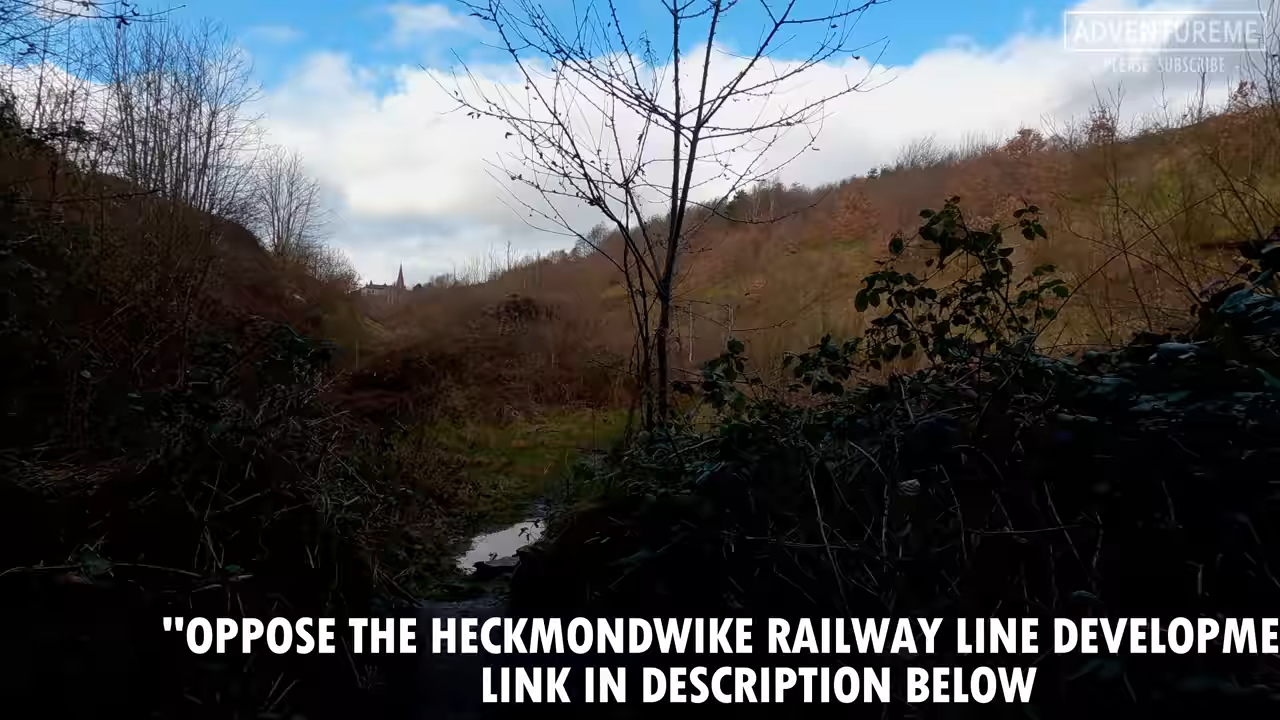 ADVENTUREME
PLEASE SUBSCRIBE
"OPPOSE THE HECKMONDWIKE RAILWAY LINE DEVELOPME
LINK IN DESCRIPTION BELOW